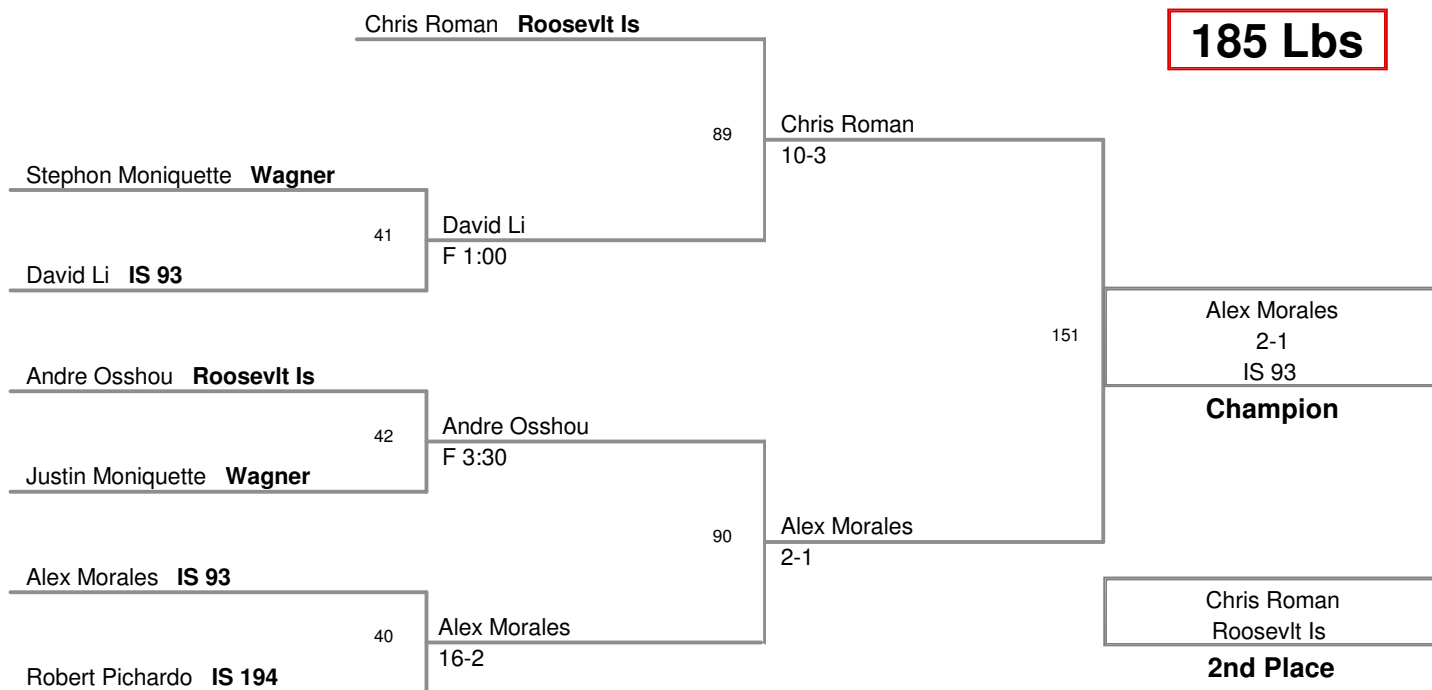 Chris Roman Roosevlt Is
185 Lbs
89
Chris Roman
10-3
Stephon Moniquette Wagner
41
David Li
F 1:00
David Li IS 93
151
Alex Morales
2-1
IS 93
Champion
Andre Osshou Roosevlt Is
42
Andre Osshou
F 3:30
Justin Moniquette Wagner
90
Alex Morales
2-1
Alex Morales IS 93
40
Alex Morales
16-2
Robert Pichardo IS 194
Chris Roman
Roosevlt Is
2nd Place